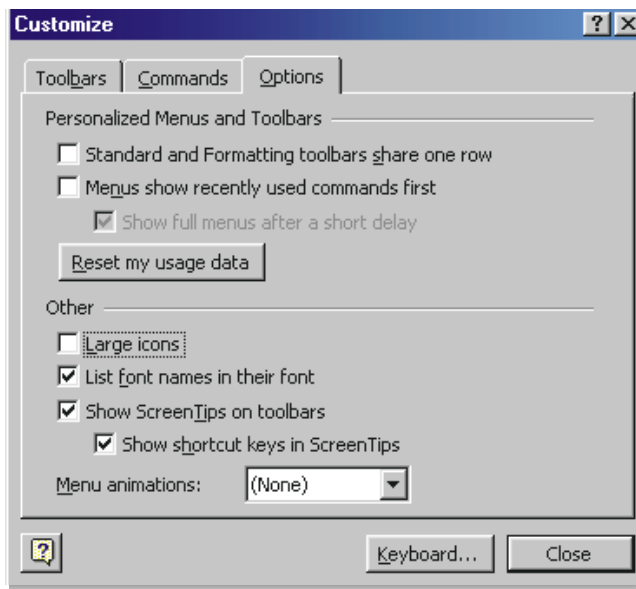 Customize
Toolbars Commands Options
Personalized Menus and Toolbars
Standard and Formatting toolbars share one row
Menus show recently used commands first
Show full menus after a short delay
Reset my usage data
Other
Large icons
List font names in their font
Show ScreenTips on toolbars
Show shortcut keys in ScreenTips
Menu animations: (None)
Keyboard... Close